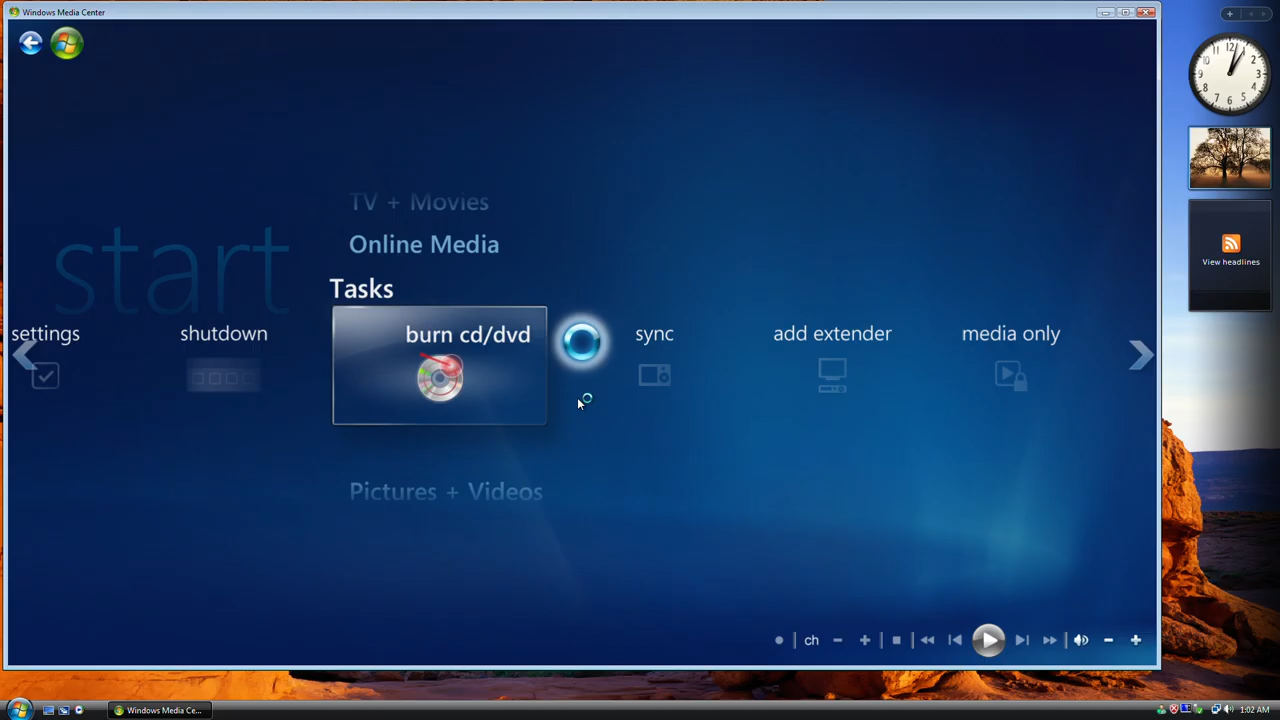 Windows Media Center
TV + Movies
Online Media
start
Tasks
settings
shutdown
burn cd/dvd
sync
add extender
media only
Pictures + Videos
ch
View headlines
Windows Media Ce...
1:02 AM